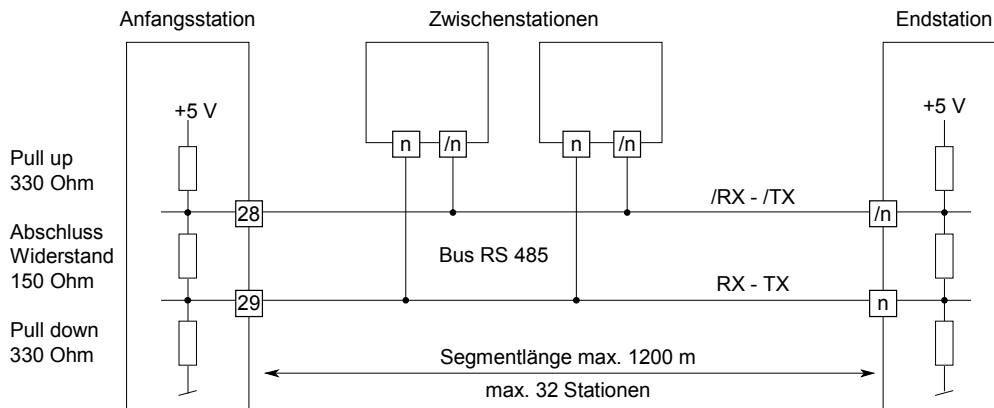 Anfangsstation
Zwischenstationen
Endstation
+5 V
+5 V
n
/n
n
/n
Pull up
330 Ohm
28
/RX - /TX
/n
Abschluss
Widerstand
150 Ohm
Bus RS 485
29
RX - TX
n
Pull down
330 Ohm
Segmentlänge max. 1200 m
max. 32 Stationen